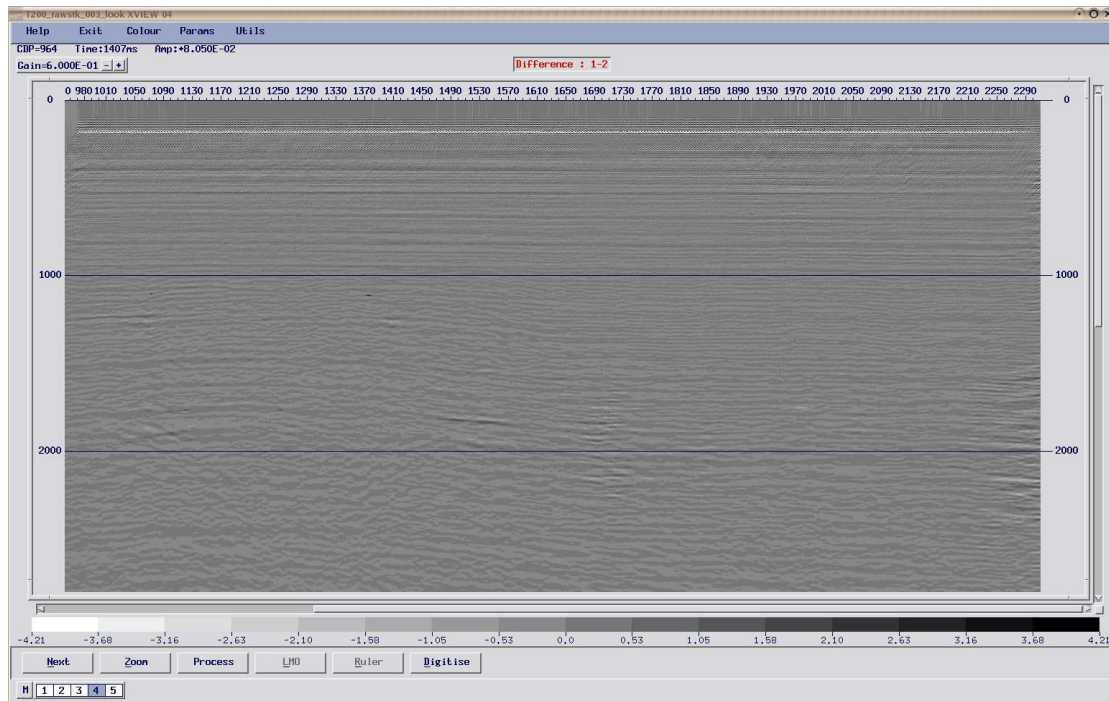 T200_rawstk_003_look XVIEW 04
Help Exit Colour Params Utils
CDP=964 Time:1407ms Amp:+8.050E-02
Gain=6.000E-01 - + Difference : 1-2
0 980 1010 1050 1090 1130 1170 1210 1250 1290 1330 1370 1410 1450 1490 1530 1570 1610 1650 1690 1730 1770 1810 1850 1890 1930 1970 2010 2050 2090 2130 2170 2210 2250 2290
0 0
1000 1000
2000 2000
-4.21 -3.68 -3.16 -2.63 -2.10 -1.58 -1.05 -0.53 0.0 0.53 1.05 1.58 2.10 2.63 3.16 3.68 4.21
Next Zoom Process LMO Ruler Digitise
M 1 2 3 4 5